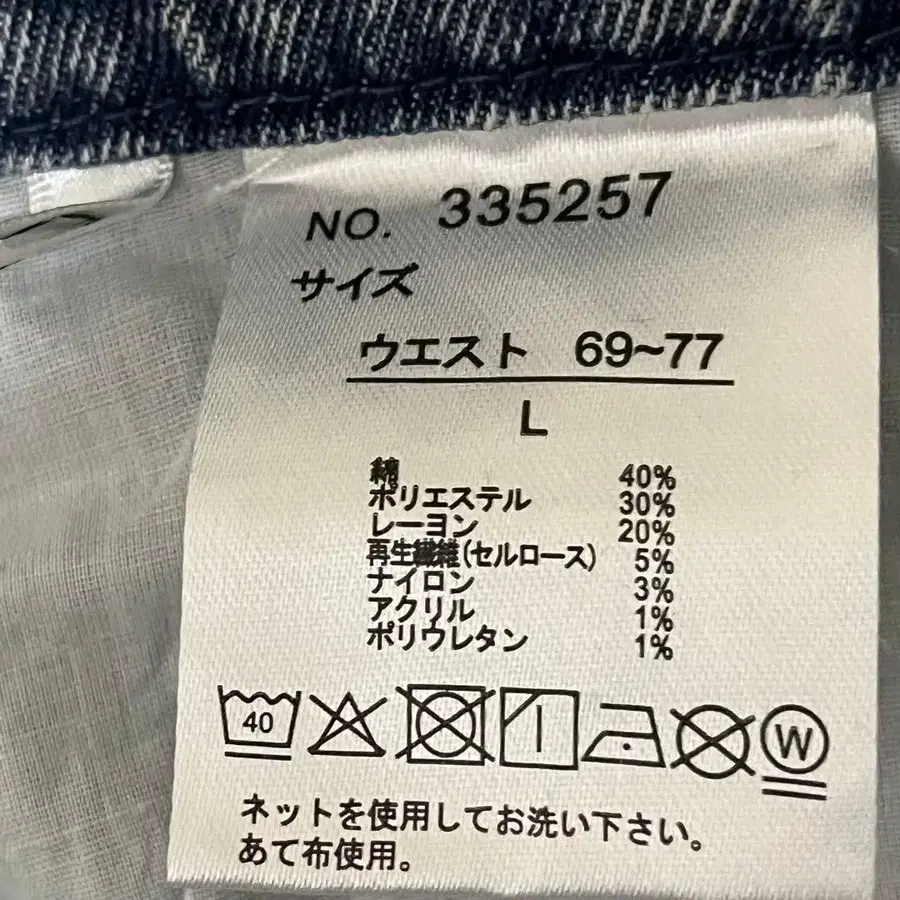 NO. 335257
サイズ
ウエスト 69~77
L
綿 40%
ポリエステル 30%
レーヨン 20%
再生繊維(セルロース) 5%
ナイロン 3%
アクリル 1%
ポリウレタン 1%
40
W
ネットを使用してお洗い下さい。
あて布使用。